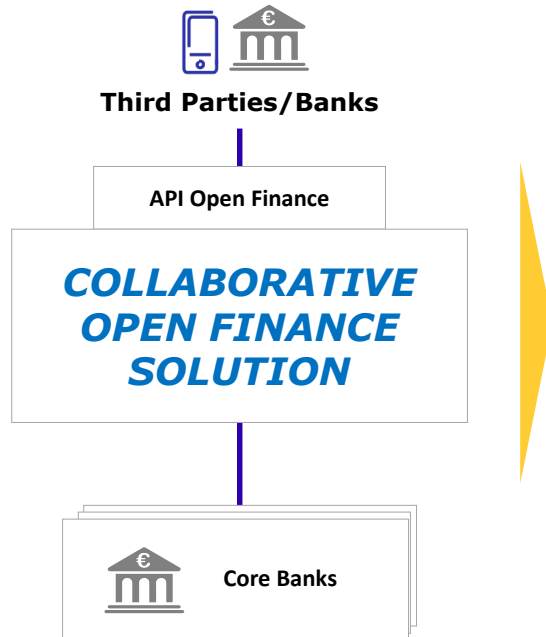 €
Third Parties/Banks
API Open Finance
COLLABORATIVE
OPEN FINANCE
SOLUTION
€
Core Banks